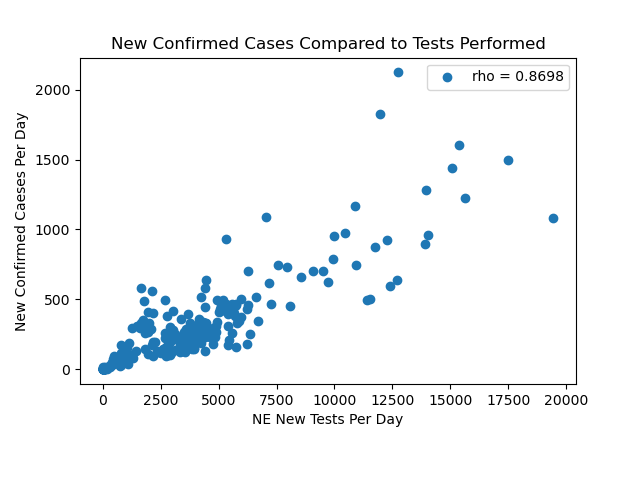 New Confirmed Cases Compared to Tests Performed
rho = 0.8698
New Confirmed Caeses Per Day
2000
1500
1000
500
0
0 2500 5000 7500 10000 12500 15000 17500 20000
NE New Tests Per Day